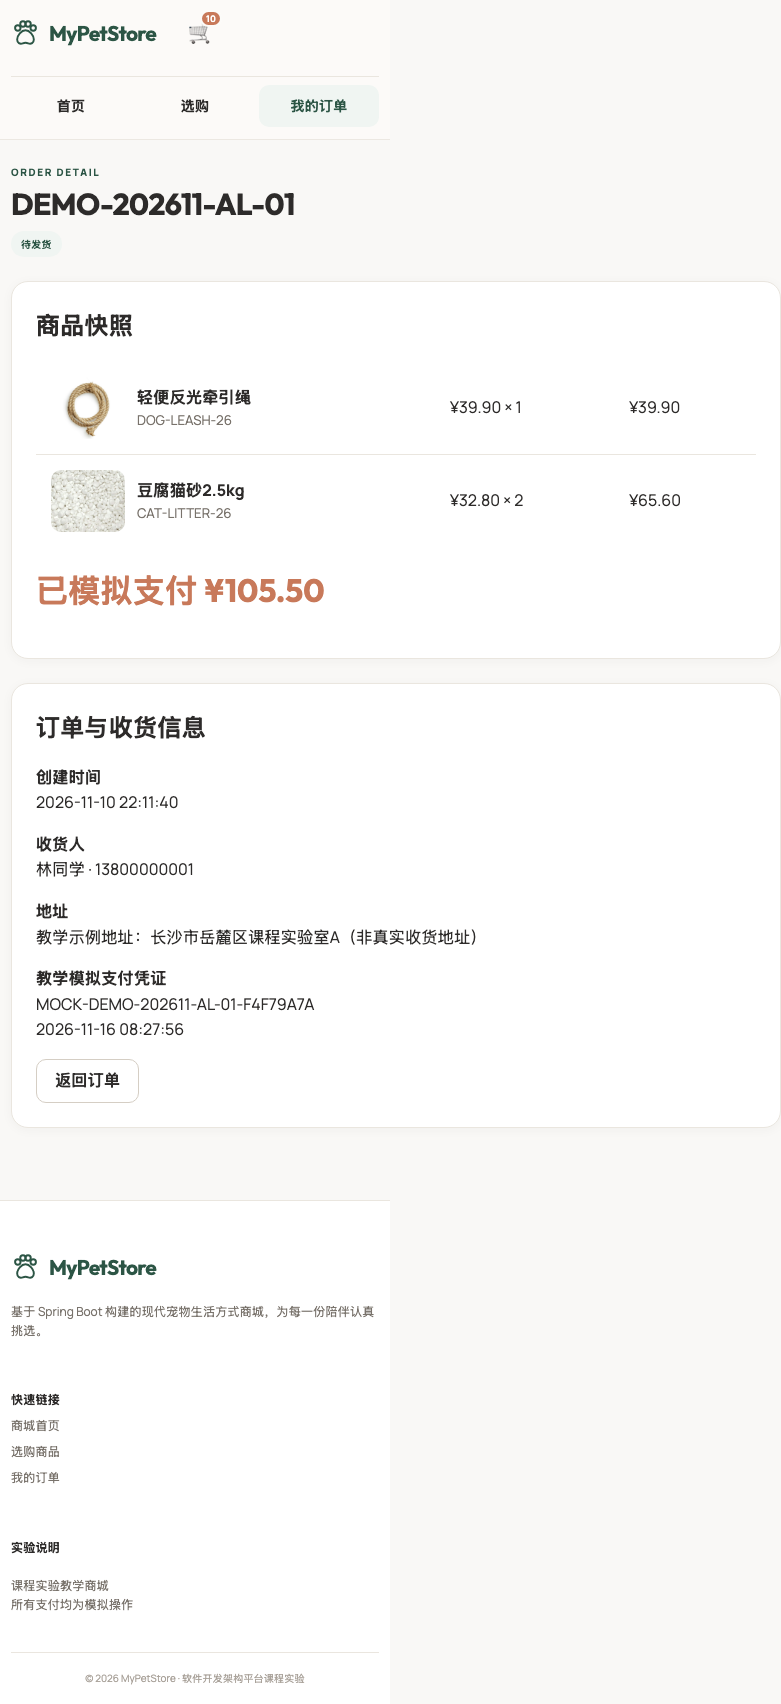 MyPetStore
10
首页 选购 我的订单
ORDER DETAIL
DEMO-202611-AL-01
待发货
商品快照
轻便反光牵引绳
DOG-LEASH-26
¥39.90 × 1
¥39.90
豆腐猫砂2.5kg
CAT-LITTER-26
¥32.80 × 2
¥65.60
已模拟支付 ¥105.50
订单与收货信息
创建时间
2026-11-10 22:11:40
收货人
林同学 · 13800000001
地址
教学示例地址：长沙市岳麓区课程实验室A（非真实收货地址）
教学模拟支付凭证
MOCK-DEMO-202611-AL-01-F4F79A7A
2026-11-16 08:27:56
返回订单
MyPetStore
基于 Spring Boot 构建的现代宠物生活方式商城，为每一份陪伴认真
挑选。
快速链接
商城首页
选购商品
我的订单
实验说明
课程实验教学商城
所有支付均为模拟操作
© 2026 MyPetStore · 软件开发架构平台课程实验